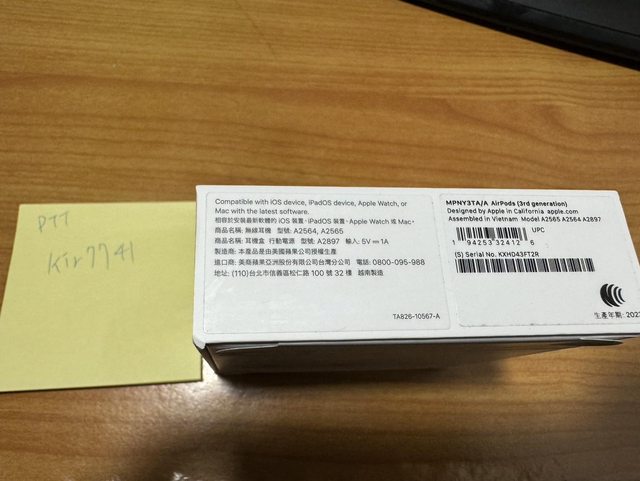 PTT
kir7741
Compatible with iOS device, iPadOS device, Apple Watch, or
Mac with the latest software.
相容於安裝最新軟體的 iOS 裝置、iPadOS 裝置、Apple Watch 或 Mac。
商品名稱: 無線耳機 型號: A2564, A2565
商品名稱: 耳機盒 行動電源 型號: A2897 輸入: 5V⎓1A
製造商: 本產品是由美國蘋果公司授權生產
進口商: 美商蘋果亞洲股份有限公司台灣分公司 電話: 0800-095-988
地址: (110)台北市信義區松仁路 100 號 32 樓 越南製造
TA826-10567-A
MPNY3TA/A AirPods (3rd generation)
Designed by Apple in California apple.com
Assembled in Vietnam Model A2565 A2564 A2897
UPC
1 94253 32412 6
(S) Serial No. KXHD43FT2R
生產年期: 202